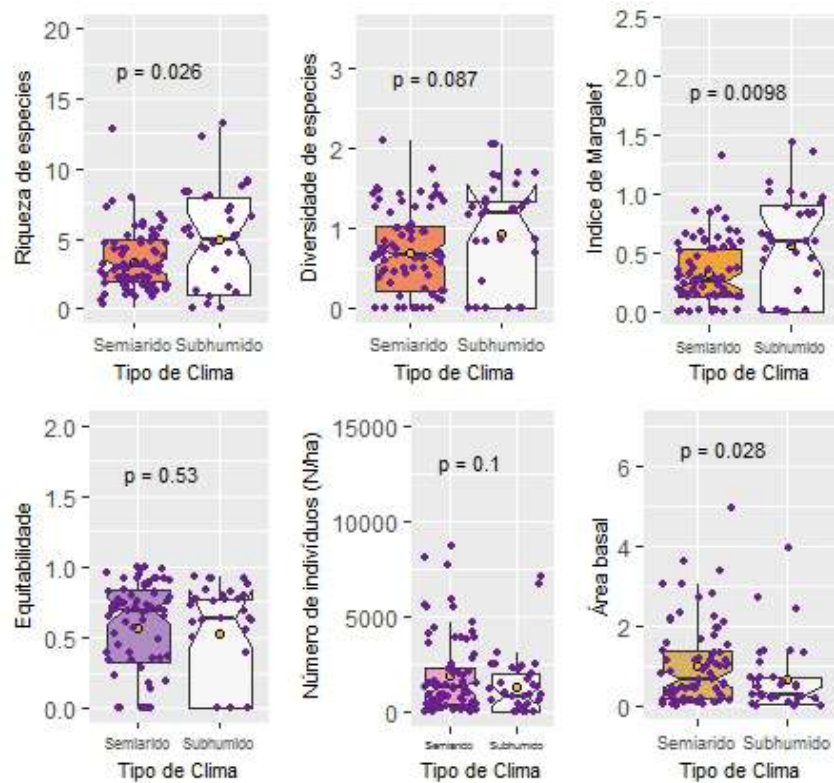 Riqueza de especies
20
15
10
5
0
p = 0.026
Semiarido Subhumido
Tipo de Clima
Diversidade de especies
3
2
1
0
p = 0.087
Semiarido Subhumido
Tipo de Clima
Indice de Margalef
2.5
2.0
1.5
1.0
0.5
0.0
p = 0.0098
Semiarido Subhumido
Tipo de Clima
Equitabilidade
2.0
1.5
1.0
0.5
0.0
p = 0.53
Semiarido Subhumido
Tipo de Clima
Número de indivíduos (N/ha)
15000
10000
5000
0
p = 0.1
Semiarido Subhumido
Tipo de Clima
Área basal
6
4
2
0
p = 0.028
Semiarido Subhumido
Tipo de Clima